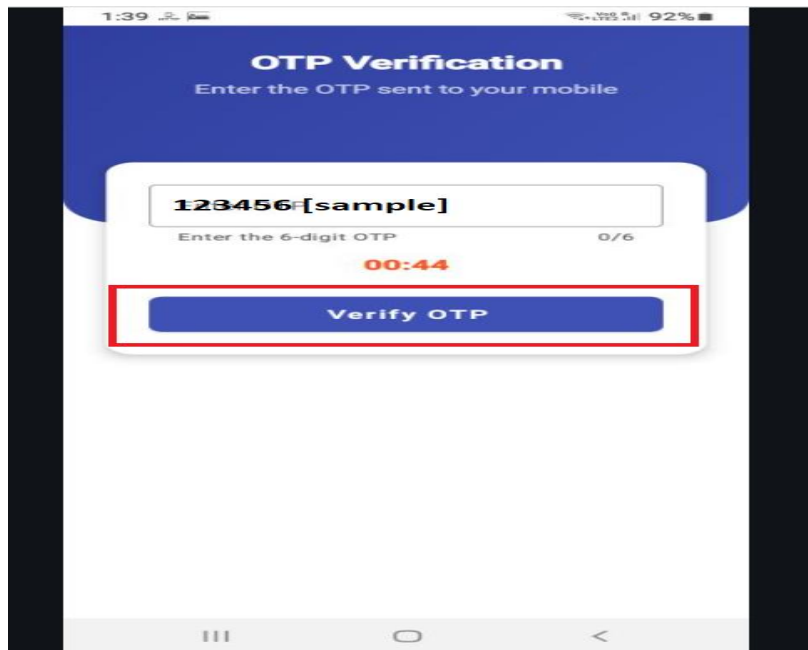 1:39 92%
OTP Verification
Enter the OTP sent to your mobile
123456 [sample]
Enter the 6-digit OTP 0/6
00:44
Verify OTP